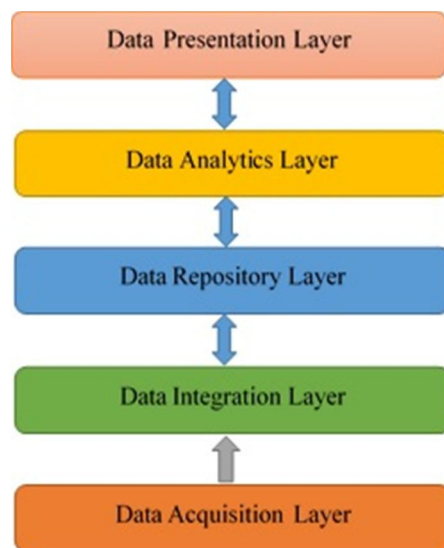 Data Presentation Layer
Data Analytics Layer
Data Repository Layer
Data Integration Layer
Data Acquisition Layer